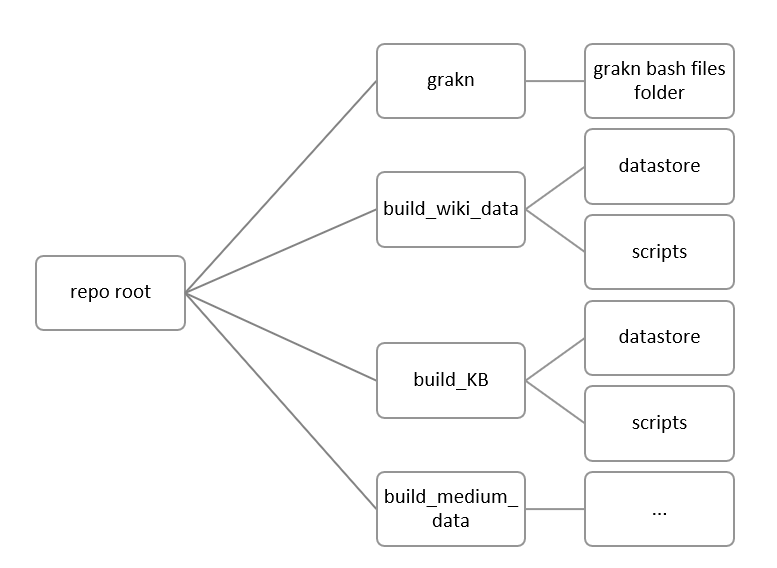 repo root
grakn
grakn bash files
folder
build_wiki_data
datastore
scripts
build_KB
datastore
scripts
build_medium_
data
...